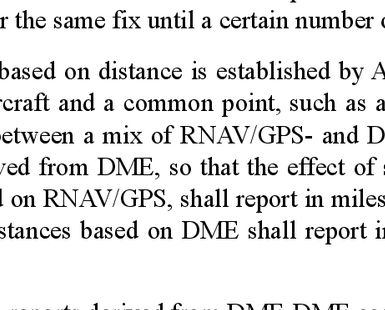 the same fix until a certain number
based on distance is established by A
rcraft and a common point, such as a
between a mix of RNAV/GPS- and D
ved from DME, so that the effect of
on RNAV/GPS, shall report in miles
stances based on DME shall report in
reports derived from DME-DME